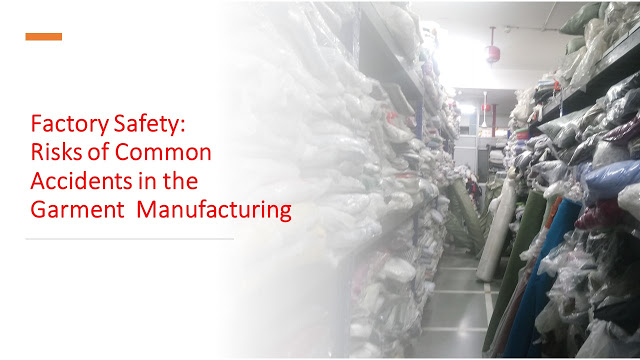 Factory Safety:
Risks of Common
Accidents in the
Garment Manufacturing